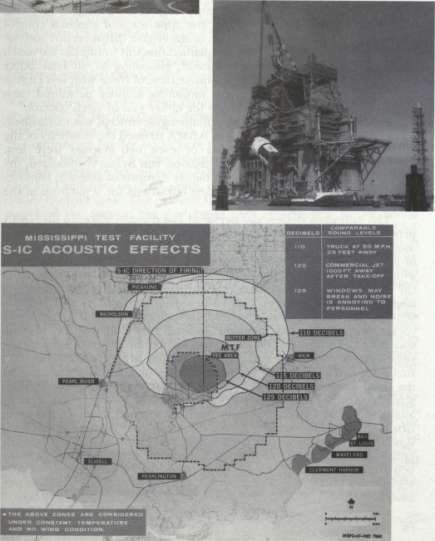 MISSISSIPPI TEST FACILITY
S-IC ACOUSTIC EFFECTS
DECIBELS
COMPARABLE
SOUND LEVELS
110
TRUCK AT 50 M.P.H.
25 FEET AWAY
120
COMMERCIAL JET
1000 FT AWAY
AFTER TAKE-OFF
125
WINDOWS MAY
BREAK AND NOISE
IS ANNOYING TO
PERSONNEL
S-IC DIRECTION OF FIRING
PICAYUNE
NICHOLSON
110 DECIBELS
BUFFER ZONE
M.T.F.
FEE AREA
KILN
PEARL RIVER
115 DECIBELS
120 DECIBELS
125 DECIBELS
BAY
ST. LOUIS
WAVELAND
SLIDELL
PEARLINGTON
CLERMONT HARBOR
THE ABOVE ZONES ARE CONSIDERED
UNDER CONSTANT TEMPERATURE
AND NO WIND CONDITION.